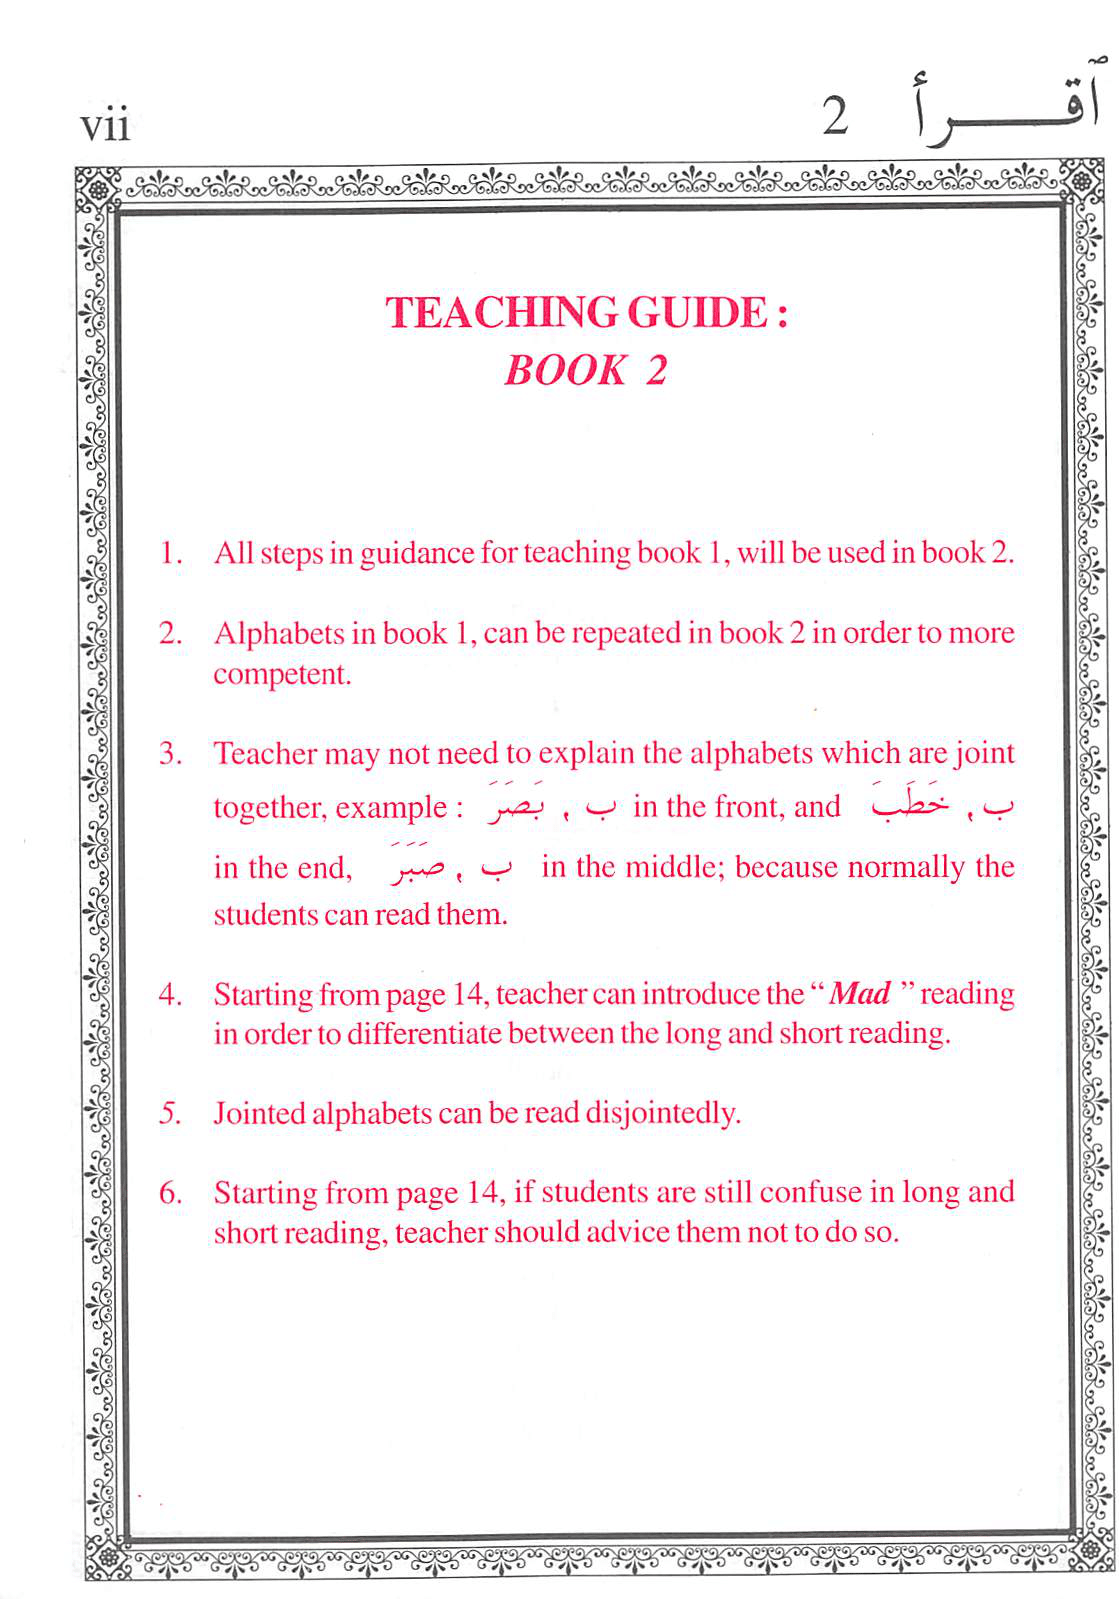 vii
2 ٱقـــرأ
TEACHING GUIDE :
BOOK 2
1. All steps in guidance for teaching book 1, will be used in book 2.
2. Alphabets in book 1, can be repeated in book 2 in order to more
competent.
3. Teacher may not need to explain the alphabets which are joint
together, example : بَصَرَ ، ب in the front, and خَطَبَ ، ب
in the end, صَبَرَ ، ب in the middle; because normally the
students can read them.
4. Starting from page 14, teacher can introduce the “ Mad ” reading
in order to differentiate between the long and short reading.
5. Jointed alphabets can be read disjointedly.
6. Starting from page 14, if students are still confuse in long and
short reading, teacher should advice them not to do so.